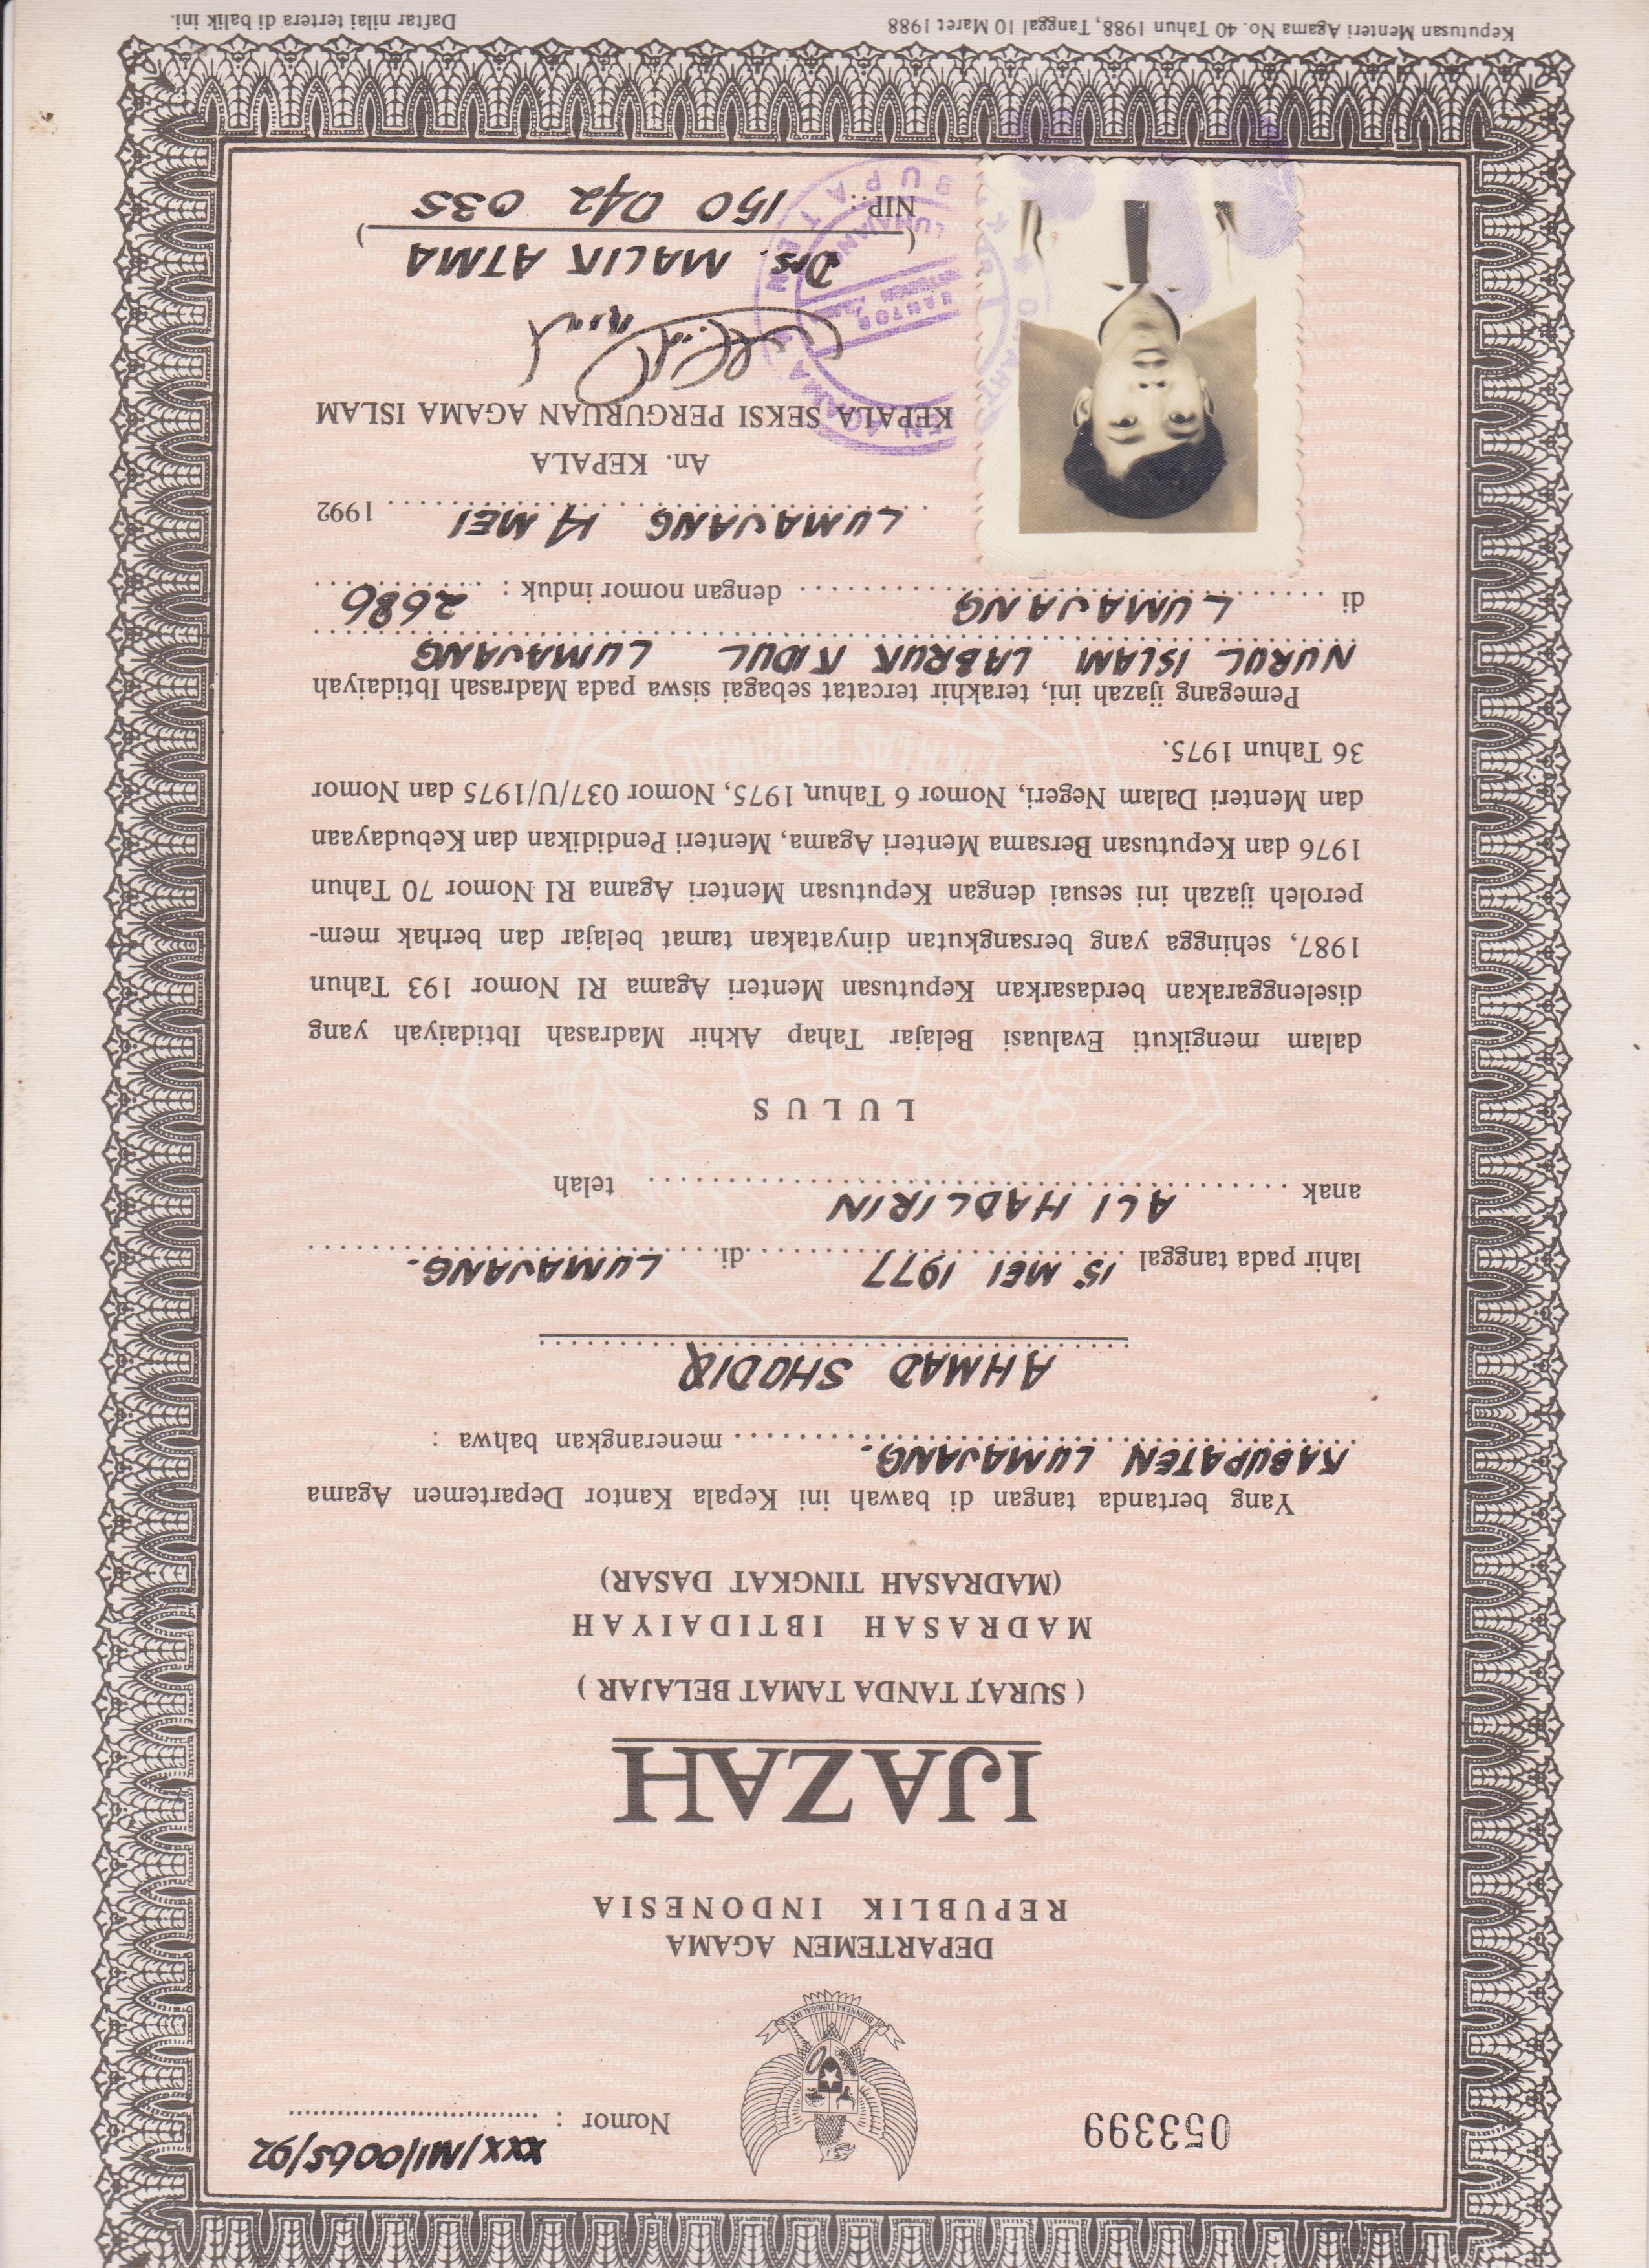 053399
Nomor : XXX/MI/0065/92
BHINNEKA TUNGGAL IKA
DEPARTEMEN AGAMA
REPUBLIK INDONESIA
IJAZAH
( SURAT TANDA TAMAT BELAJAR )
MADRASAH IBTIDAIYAH
(MADRASAH TINGKAT DASAR)
Yang bertanda tangan di bawah ini Kepala Kantor Departemen Agama
KABUPATEN LUMAJANG. menerangkan bahwa :
AHMAD SHODIQ
lahir pada tanggal 15 MEI 1977 di LUMAJANG.
anak ALI HADLIRIN telah
LULUS
dalam mengikuti Evaluasi Belajar Tahap Akhir Madrasah Ibtidaiyah yang
diselenggarakan berdasarkan Keputusan Menteri Agama RI Nomor 193 Tahun
1987, sehingga yang bersangkutan dinyatakan tamat belajar dan berhak mem-
peroleh ijazah ini sesuai dengan Keputusan Menteri Agama RI Nomor 70 Tahun
1976 dan Keputusan Bersama Menteri Agama, Menteri Pendidikan dan Kebudayaan
dan Menteri Dalam Negeri, Nomor 6 Tahun 1975, Nomor 037/U/1975 dan Nomor
36 Tahun 1975.
Pemegang ijazah ini, terakhir tercatat sebagai siswa pada Madrasah Ibtidaiyah
NURUL ISLAM LABRUK KIDUL LUMAJANG
di LUMAJANG dengan nomor induk : 2686
LUMAJANG 14 MEI 1992
An. KEPALA
KEPALA SEKSI PERGURUAN AGAMA ISLAM
KANTOR
LUMAJANG
(Drs. MALIK ATMA)
NIP.: 150 042 035
Keputusan Menteri Agama No. 40 Tahun 1988, Tanggal 10 Maret 1988
Daftar nilai tertera di balik ini.